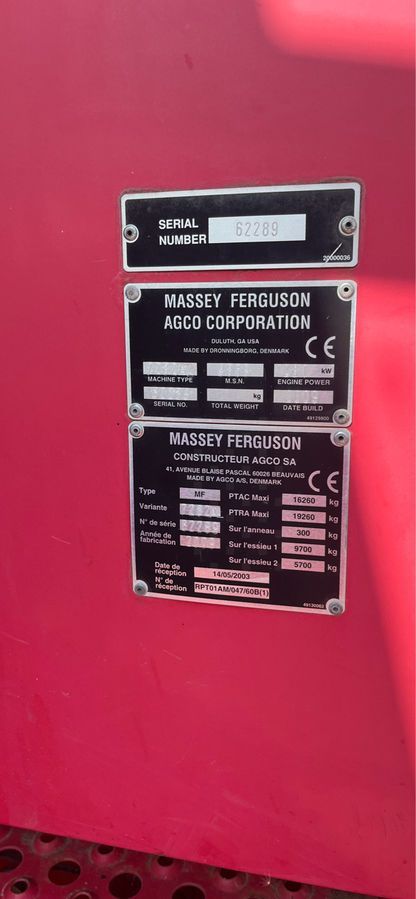 SERIAL
NUMBER 62289
20000036
MASSEY FERGUSON
AGCO CORPORATION
DULUTH, GA USA
MADE BY DRONNINGBORG, DENMARK
CE
kW
MACHINE TYPE M.S.N. ENGINE POWER
kg
SERIAL NO. TOTAL WEIGHT DATE BUILD
49125800
MASSEY FERGUSON
CONSTRUCTEUR AGCO SA
41, AVENUE BLAISE PASCAL 60026 BEAUVAIS
MADE BY AGCO A/S, DENMARK
CE
Type MF PTAC Maxi 16260 kg
Variante PTRA Maxi 19260 kg
N° de série Sur l'anneau 300 kg
Année de
fabrication Sur l'essieu 1 9700 kg
Sur l'essieu 2 5700 kg
Date de
réception 14/05/2003
N° de
réception RPT01AM/047/60B(1)